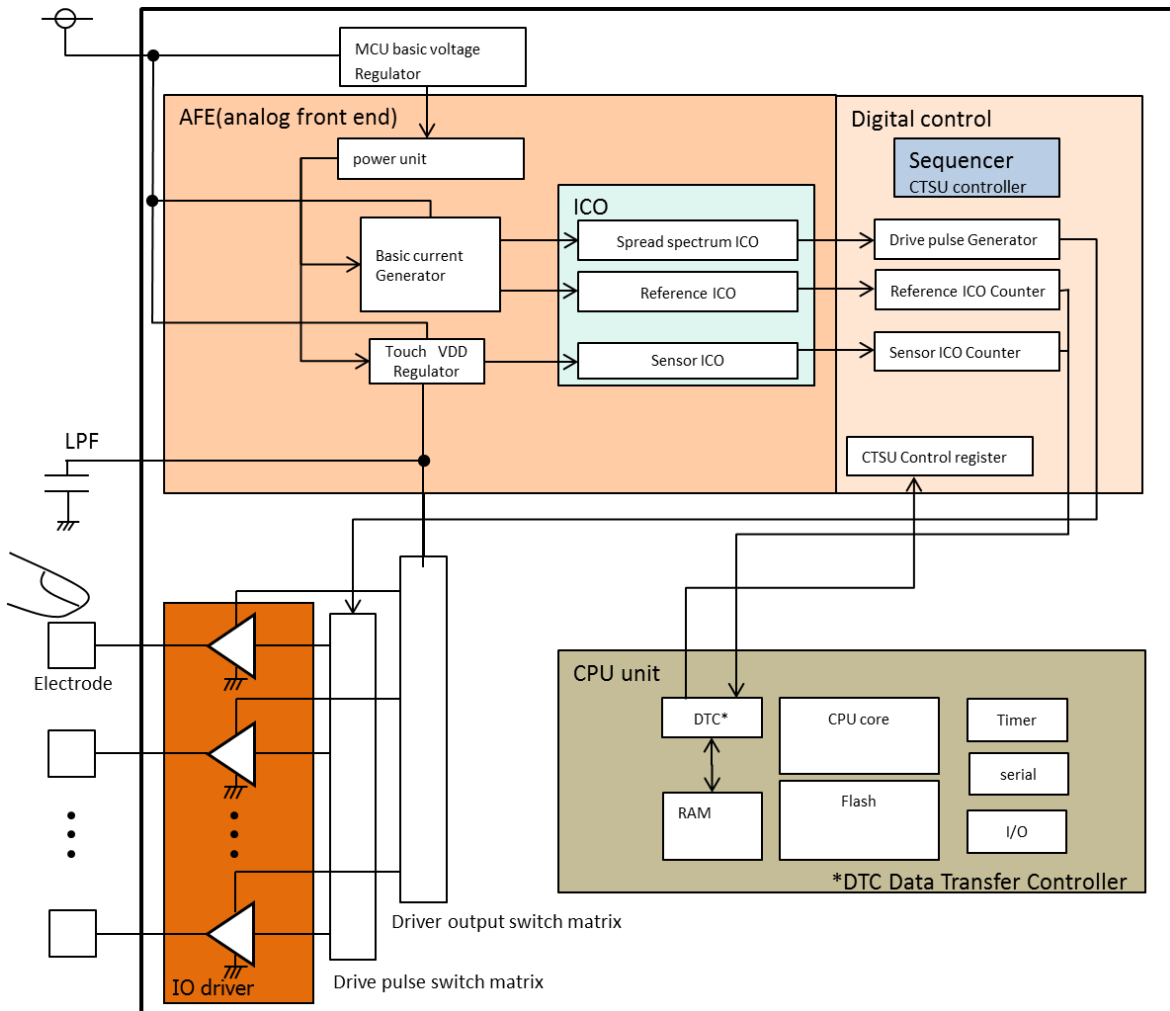 MCU basic voltage
Regulator
AFE(analog front end)
Digital control
power unit
Sequencer
CTSU controller
ICO
Basic current
Generator
Spread spectrum ICO
Drive pulse Generator
Reference ICO
Reference ICO Counter
Touch VDD
Regulator
Sensor ICO
Sensor ICO Counter
LPF
CTSU Control register
Electrode
CPU unit
DTC*
CPU core
Timer
serial
RAM
Flash
I/O
*DTC Data Transfer Controller
Driver output switch matrix
Drive pulse switch matrix
IO driver